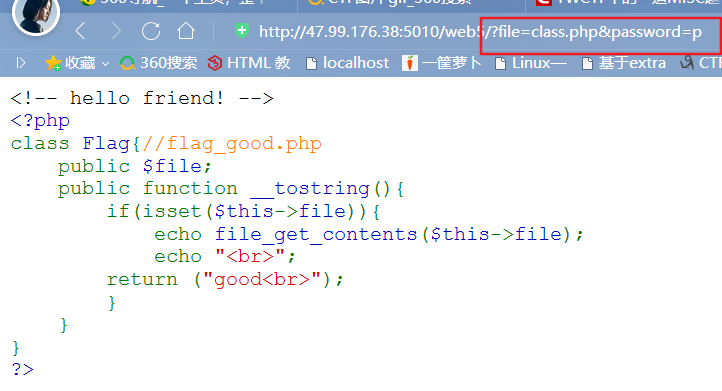 http://47.99.176.38:5010/web5/?file=class.php&password=p
收藏 360搜索 HTML 教 localhost 一筐萝卜 Linux— 基于extra CTF
<!-- hello friend! -->
<?php
class Flag{//flag_good.php
    public $file;
    public function __tostring(){
        if(isset($this->file)){
            echo file_get_contents($this->file);
            echo "<br>";
        return ("good<br>");
        }
    }
}
?>